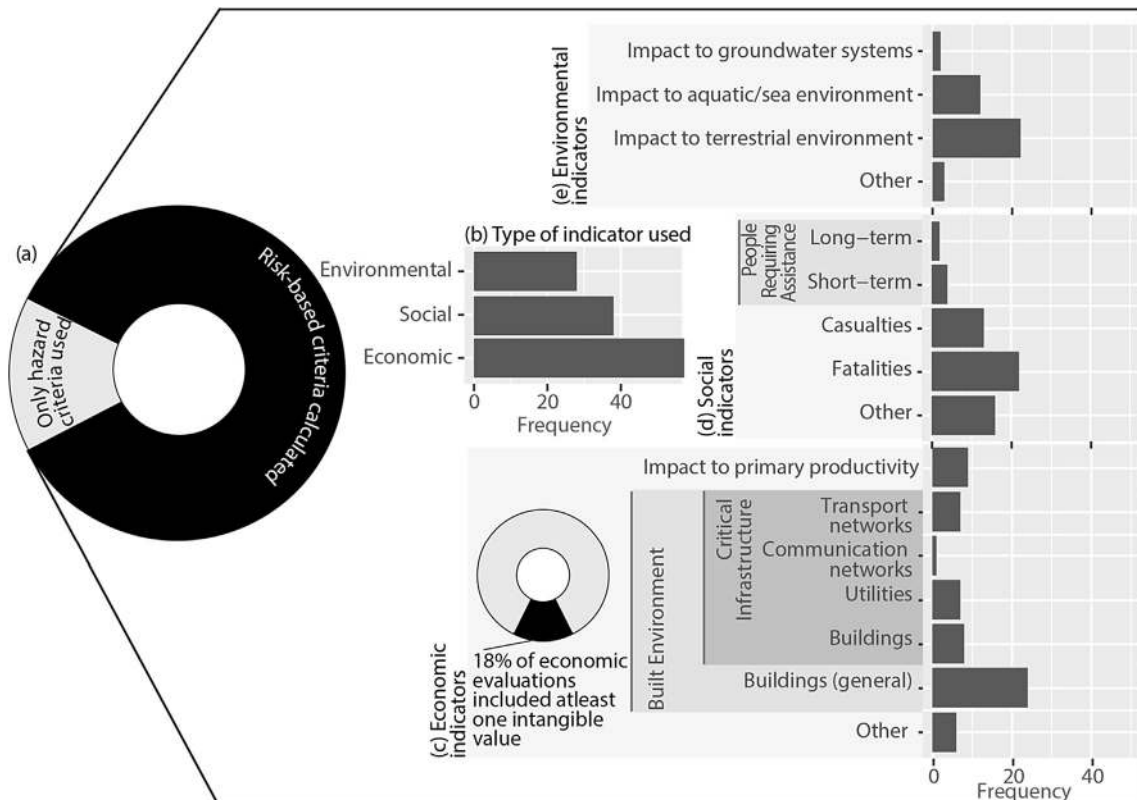 (a)
Only hazard
criteria used
Risk-based criteria calculated
(b) Type of indicator used
Environmental
Social
Economic
0 20 40
Frequency
(e) Environmental
indicators
Impact to groundwater systems
Impact to aquatic/sea environment
Impact to terrestrial environment
Other
(d) Social
indicators
People
Requiring
Assistance
Long-term
Short-term
Casualties
Fatalities
Other
(c) Economic
indicators
18% of economic
evaluations
included atleast
one intangible
value
Impact to primary productivity
Built Environment
Critical
Infrastructure
Transport
networks
Communication
networks
Utilities
Buildings
Buildings (general)
Other
0 20 40
Frequency